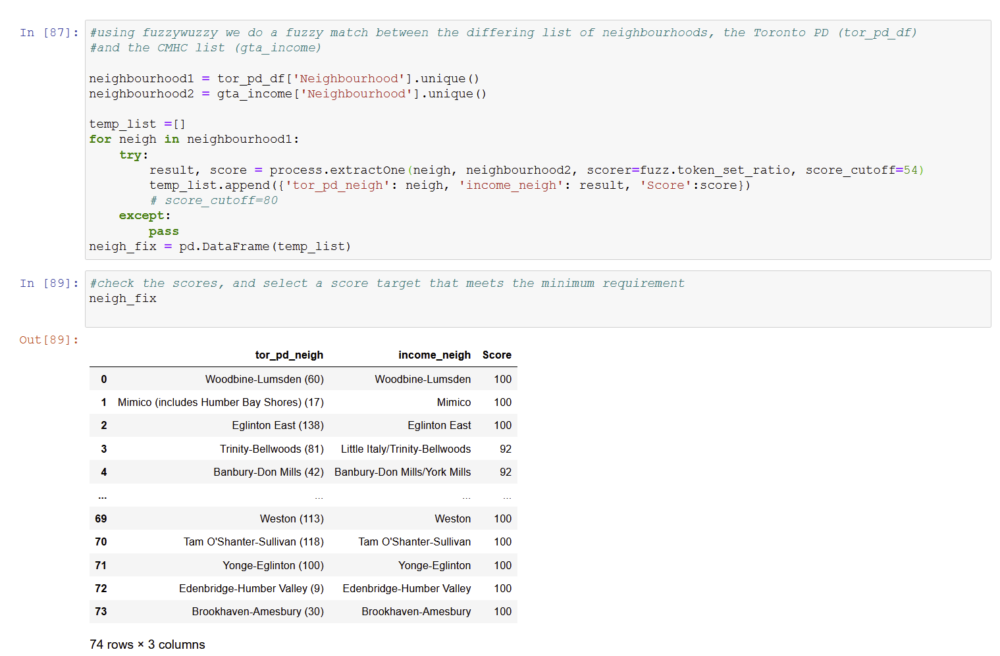 In [87]: #using fuzzywuzzy we do a fuzzy match between the differing list of neighbourhoods, the Toronto PD (tor_pd_df)
#and the CMHC list (gta_income)
neighbourhood1 = tor_pd_df['Neighbourhood'].unique()
neighbourhood2 = gta_income['Neighbourhood'].unique()
temp_list =[]
for neigh in neighbourhood1:
    try:
        result, score = process.extractOne(neigh, neighbourhood2, scorer=fuzz.token_set_ratio, score_cutoff=54)
        temp_list.append({'tor_pd_neigh': neigh, 'income_neigh': result, 'Score':score})
        # score_cutoff=80
    except:
        pass
neigh_fix = pd.DataFrame(temp_list)
In [89]: #check the scores, and select a score target that meets the minimum requirement
neigh_fix
Out[89]:
tor_pd_neigh income_neigh Score
0 Woodbine-Lumsden (60) Woodbine-Lumsden 100
1 Mimico (includes Humber Bay Shores) (17) Mimico 100
2 Eglinton East (138) Eglinton East 100
3 Trinity-Bellwoods (81) Little Italy/Trinity-Bellwoods 92
4 Banbury-Don Mills (42) Banbury-Don Mills/York Mills 92
... ... ... ...
69 Weston (113) Weston 100
70 Tam O'Shanter-Sullivan (118) Tam O'Shanter-Sullivan 100
71 Yonge-Eglinton (100) Yonge-Eglinton 100
72 Edenbridge-Humber Valley (9) Edenbridge-Humber Valley 100
73 Brookhaven-Amesbury (30) Brookhaven-Amesbury 100
74 rows × 3 columns